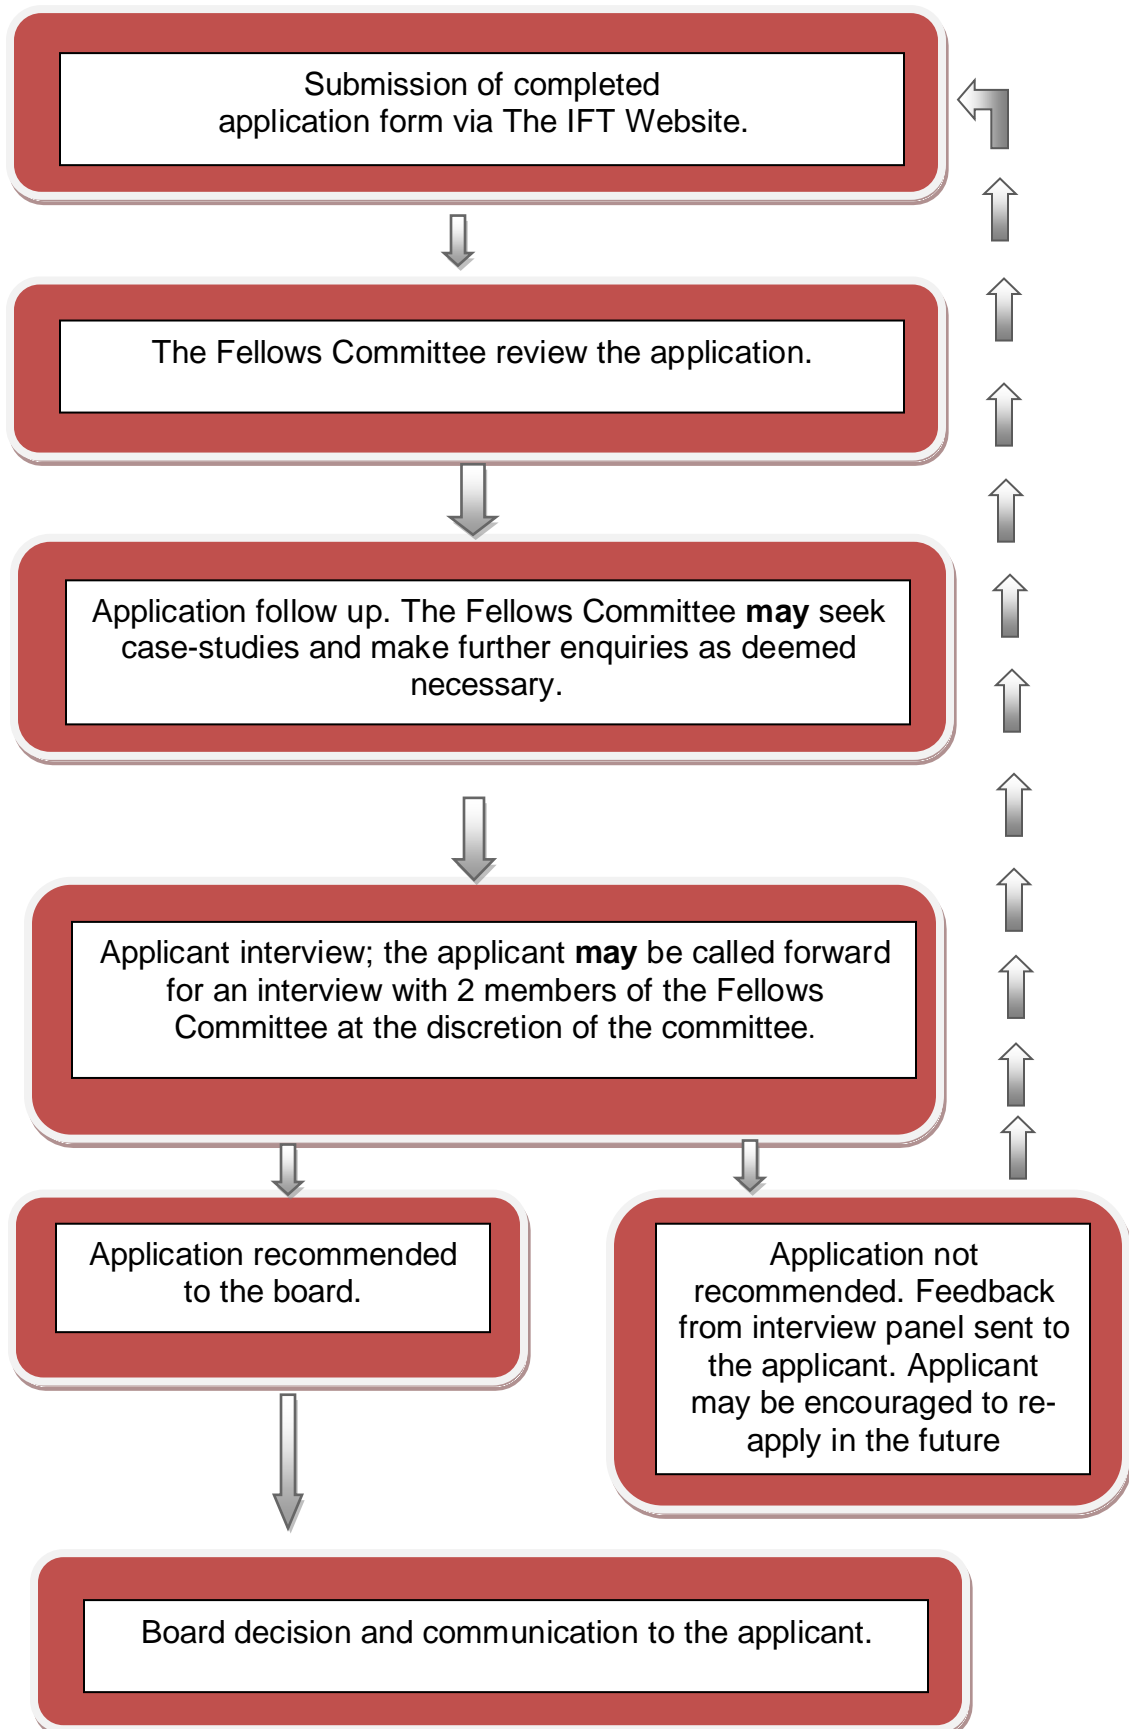 Submission of completed
application form via The IFT Website.
The Fellows Committee review the application.
Application follow up. The Fellows Committee may seek
case-studies and make further enquiries as deemed
necessary.
Applicant interview; the applicant may be called forward
for an interview with 2 members of the Fellows
Committee at the discretion of the committee.
Application recommended
to the board.
Application not
recommended. Feedback
from interview panel sent to
the applicant. Applicant
may be encouraged to re-
apply in the future
Board decision and communication to the applicant.